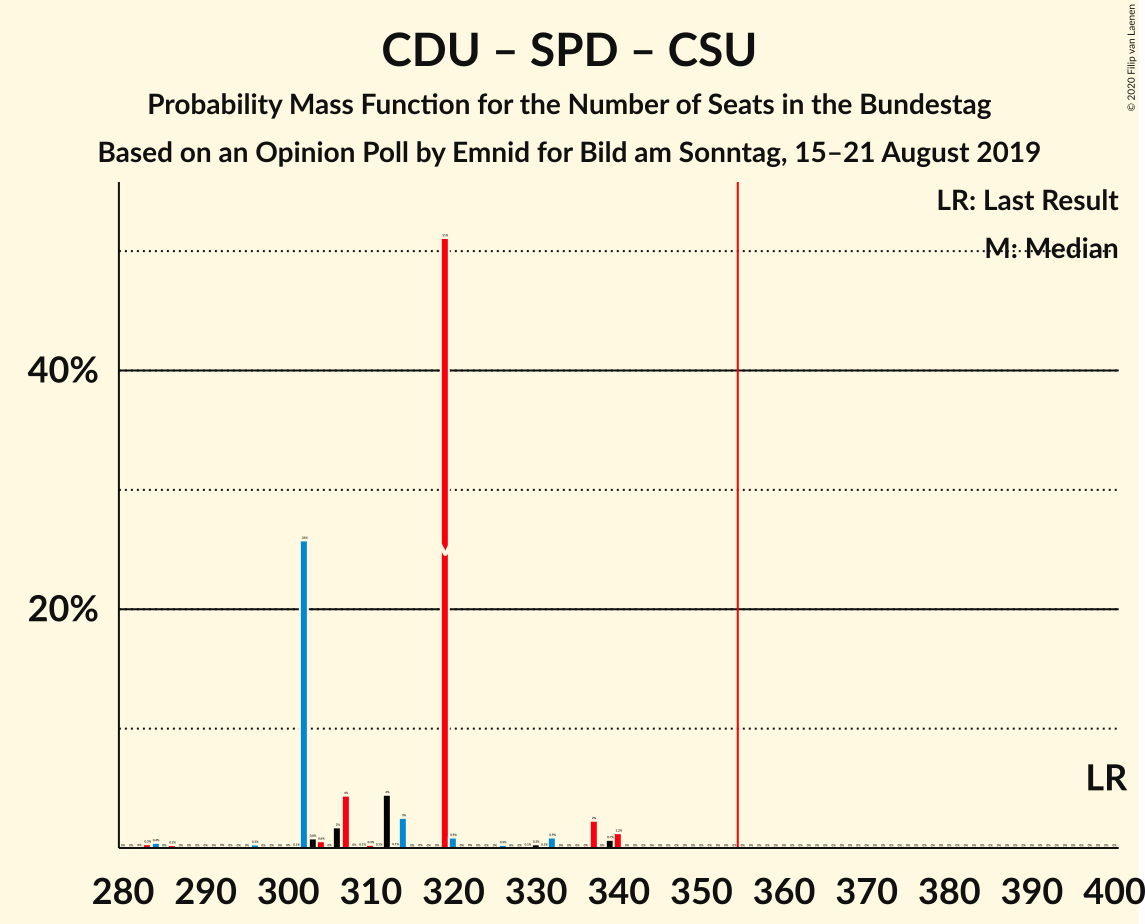 CDU – SPD – CSU
Probability Mass Function for the Number of Seats in the Bundestag
Based on an Opinion Poll by Emnid for Bild am Sonntag, 15–21 August 2019
© 2020 Filip van Laenen
LR: Last Result
M: Median
40%
20%
LR
280 290 300 310 320 330 340 350 360 370 380 390 400